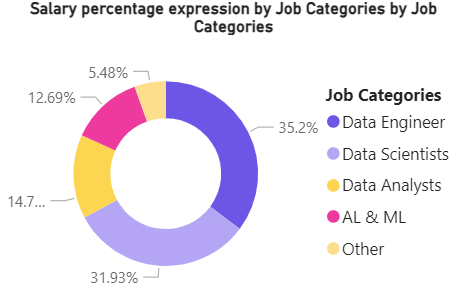 Salary percentage expression by Job Categories by Job
Categories
5.48%
12.69%
35.2%
14.7...
31.93%
Job Categories
Data Engineer
Data Scientists
Data Analysts
AL & ML
Other